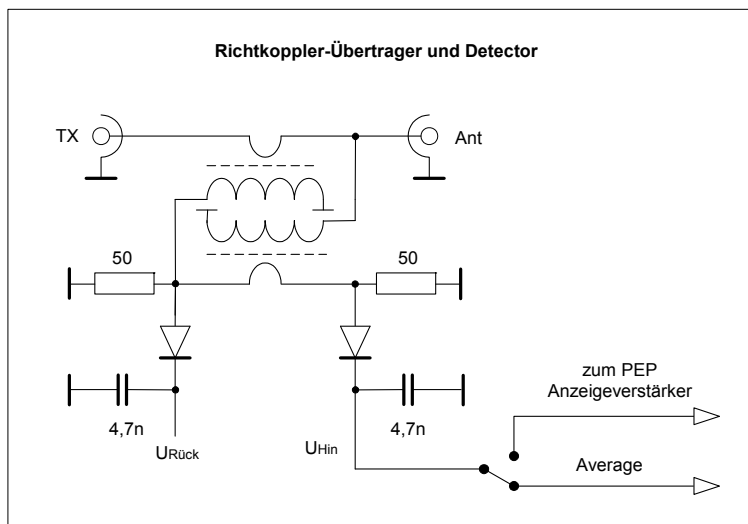 Richtkoppler-Übertrager und Detector
TX
Ant
50
50
4,7n
4,7n
URück
UHin
zum PEP
Anzeigeverstärker
Average